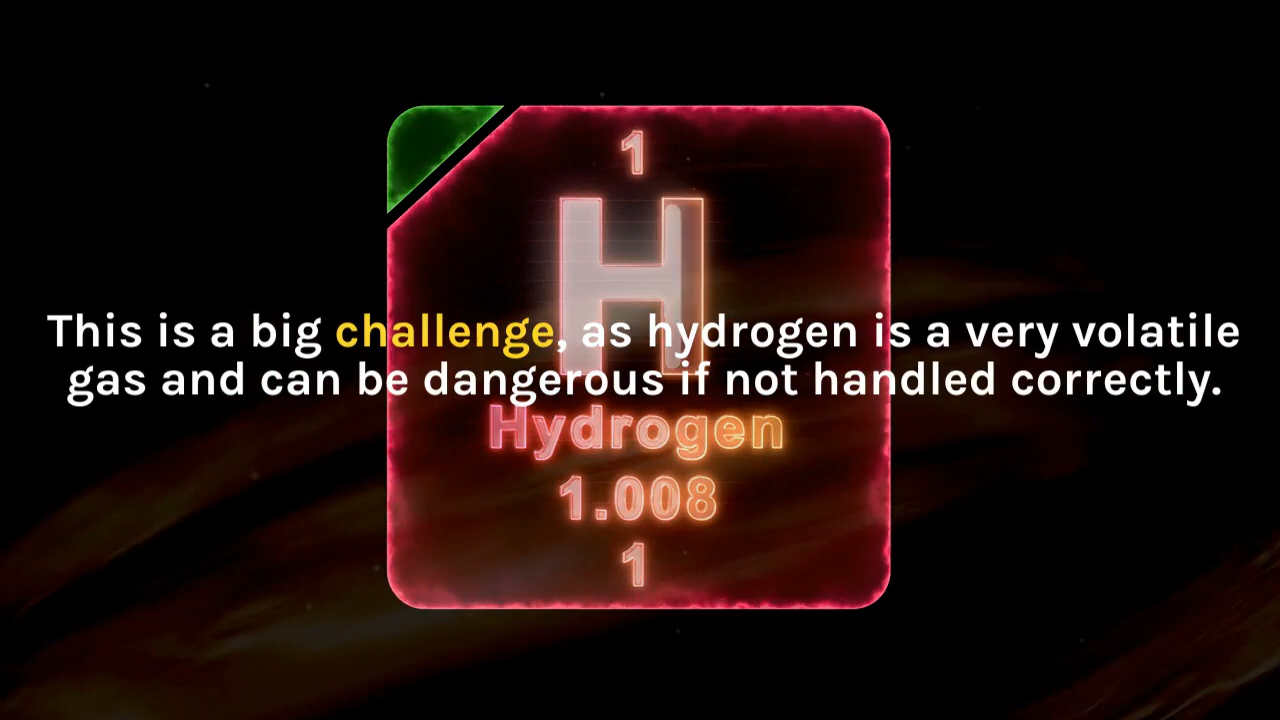 1
H
This is a big challenge, as hydrogen is a very volatile
gas and can be dangerous if not handled correctly.
Hydrogen
1.008
1